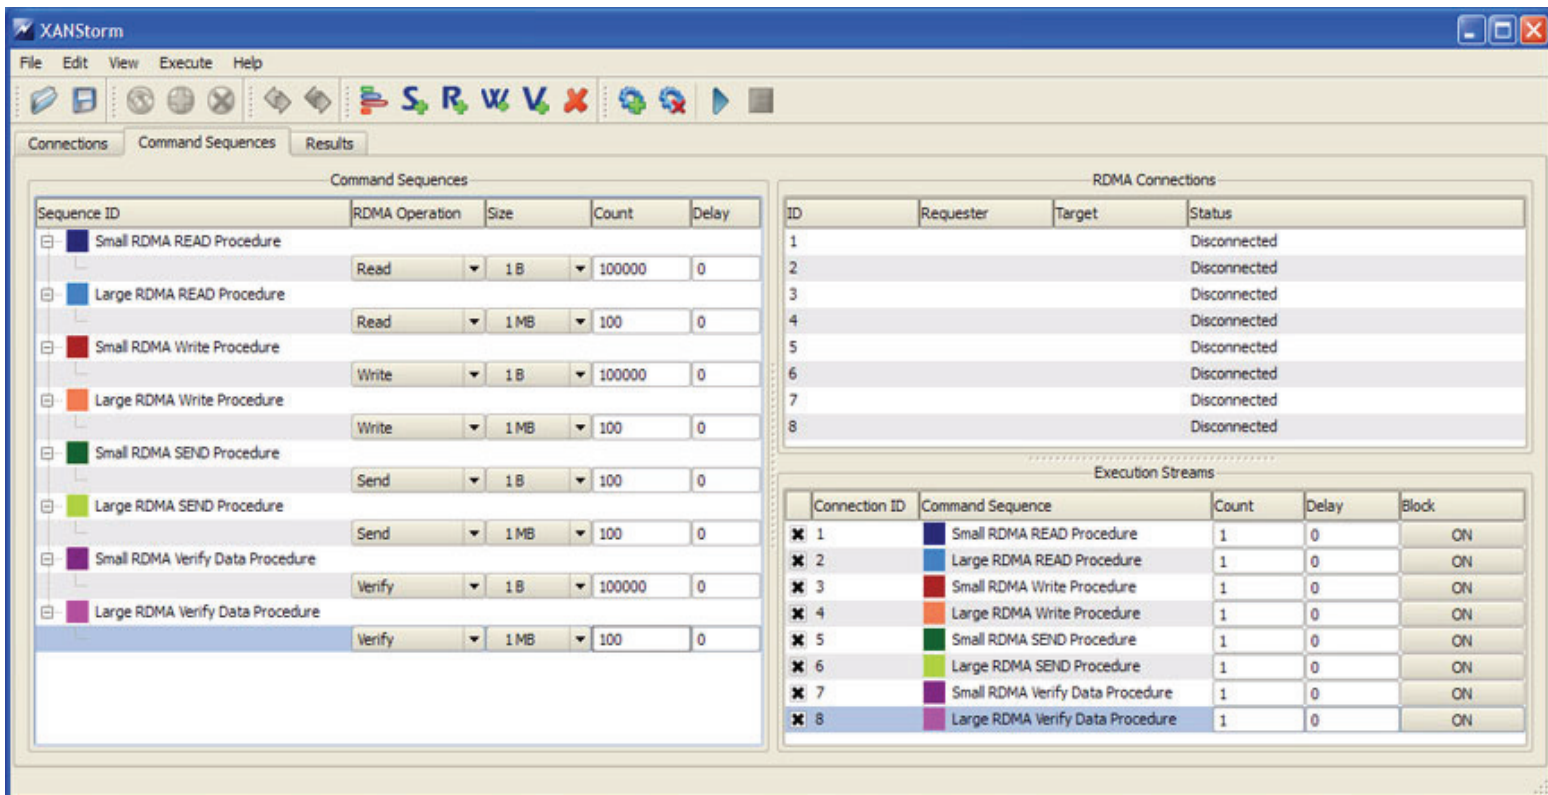 XANStorm
File Edit View Execute Help
S R W V
Connections Command Sequences Results
Command Sequences
Sequence ID RDMA Operation Size Count Delay
Small RDMA READ Procedure
Read 1 B 100000 0
Large RDMA READ Procedure
Read 1 MB 100 0
Small RDMA Write Procedure
Write 1 B 100000 0
Large RDMA Write Procedure
Write 1 MB 100 0
Small RDMA SEND Procedure
Send 1 B 100 0
Large RDMA SEND Procedure
Send 1 MB 100 0
Small RDMA Verify Data Procedure
Verify 1 B 100000 0
Large RDMA Verify Data Procedure
Verify 1 MB 100 0
RDMA Connections
ID Requester Target Status
1 Disconnected
2 Disconnected
3 Disconnected
4 Disconnected
5 Disconnected
6 Disconnected
7 Disconnected
8 Disconnected
Execution Streams
Connection ID Command Sequence Count Delay Block
1 Small RDMA READ Procedure 1 0 ON
2 Large RDMA READ Procedure 1 0 ON
3 Small RDMA Write Procedure 1 0 ON
4 Large RDMA Write Procedure 1 0 ON
5 Small RDMA SEND Procedure 1 0 ON
6 Large RDMA SEND Procedure 1 0 ON
7 Small RDMA Verify Data Procedure 1 0 ON
8 Large RDMA Verify Data Procedure 1 0 ON